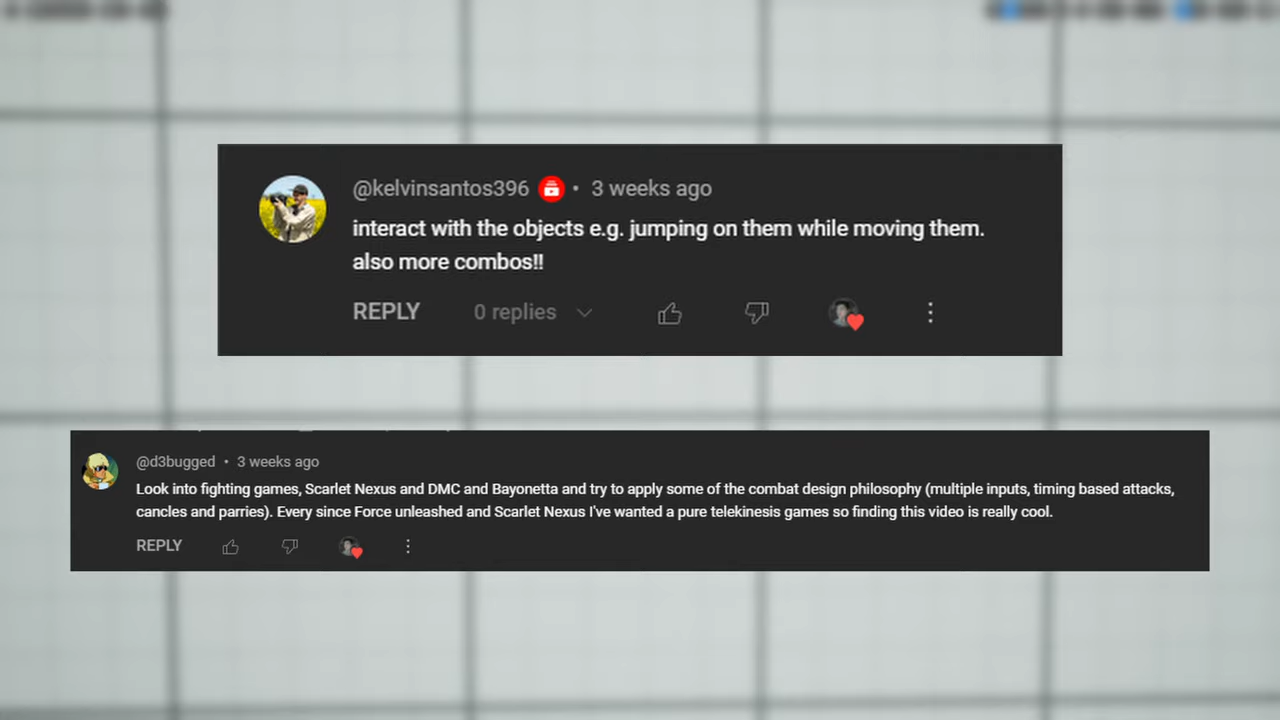 @kelvinsantos396 • 3 weeks ago
interact with the objects e.g. jumping on them while moving them.
also more combos!!
REPLY 0 replies
@d3bugged • 3 weeks ago
Look into fighting games, Scarlet Nexus and DMC and Bayonetta and try to apply some of the combat design philosophy (multiple inputs, timing based attacks,
cancles and parries). Every since Force unleashed and Scarlet Nexus I've wanted a pure telekinesis games so finding this video is really cool.
REPLY